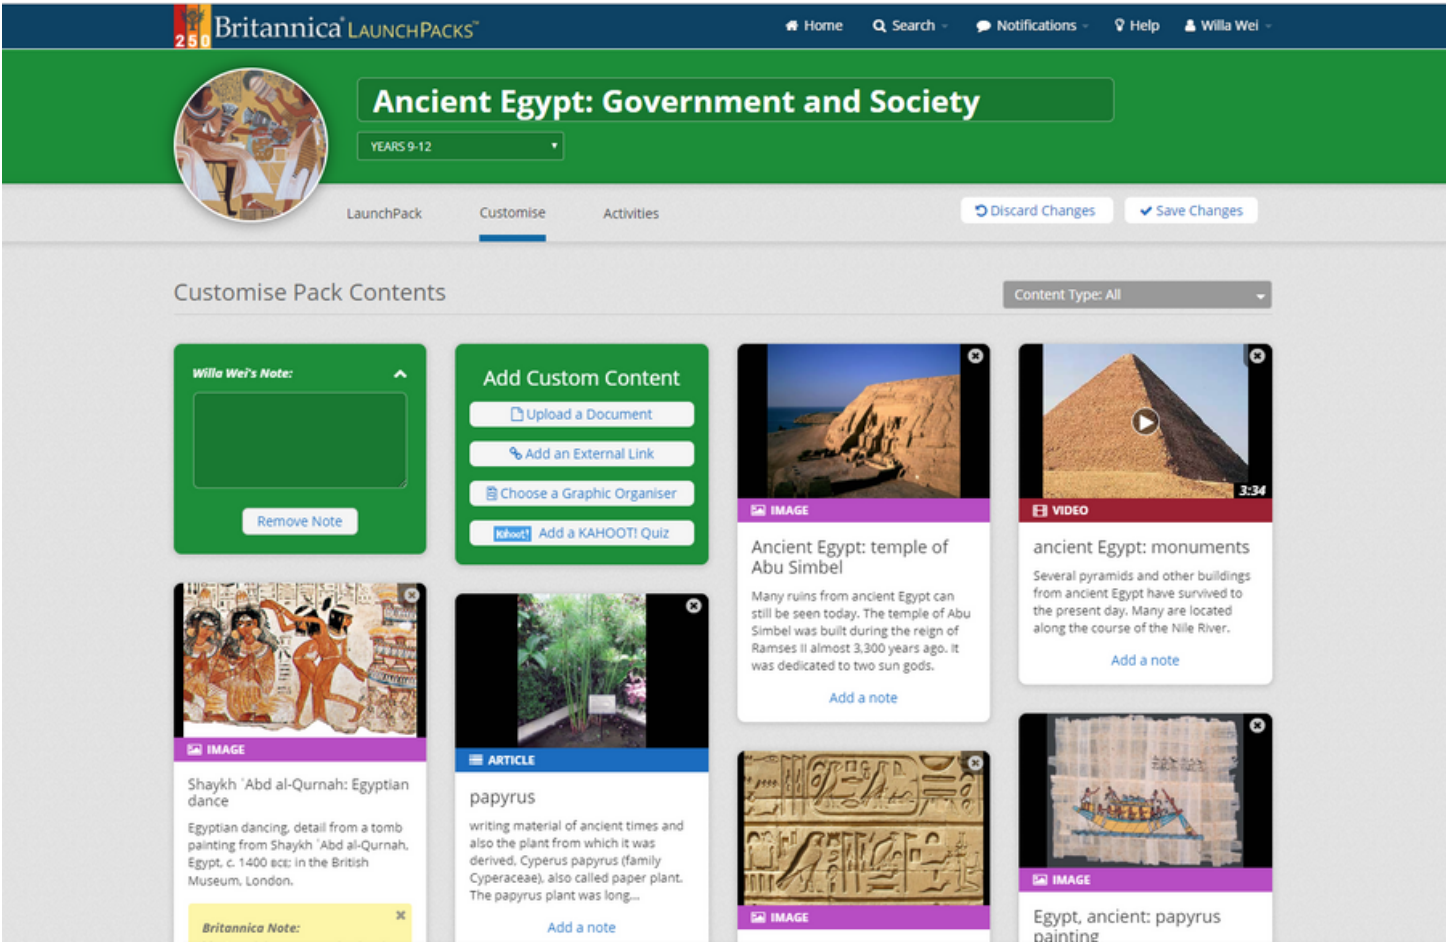 250 Britannica® LaunchPacks™
Home
Search
Notifications
Help
Willa Wei
Ancient Egypt: Government and Society
YEARS 9-12
LaunchPack
Customise
Activities
Discard Changes
Save Changes
Customise Pack Contents
Content Type: All
Willa Wei's Note:
Remove Note
Add Custom Content
Upload a Document
Add an External Link
Choose a Graphic Organiser
Kahoot! Add a KAHOOT! Quiz
IMAGE
Ancient Egypt: temple of
Abu Simbel
Many ruins from ancient Egypt can
still be seen today. The temple of Abu
Simbel was built during the reign of
Ramses II almost 3,300 years ago. It
was dedicated to two sun gods.
Add a note
3:34
VIDEO
ancient Egypt: monuments
Several pyramids and other buildings
from ancient Egypt have survived to
the present day. Many are located
along the course of the Nile River.
Add a note
IMAGE
Shaykh ʿAbd al-Qurnah: Egyptian
dance
Egyptian dancing, detail from a tomb
painting from Shaykh ʿAbd al-Qurnah,
Egypt, c. 1400 BCE; in the British
Museum, London.
Britannica Note:
ARTICLE
papyrus
writing material of ancient times and
also the plant from which it was
derived, Cyperus papyrus (family
Cyperaceae), also called paper plant.
The papyrus plant was long...
Add a note
IMAGE
IMAGE
Egypt, ancient: papyrus
painting